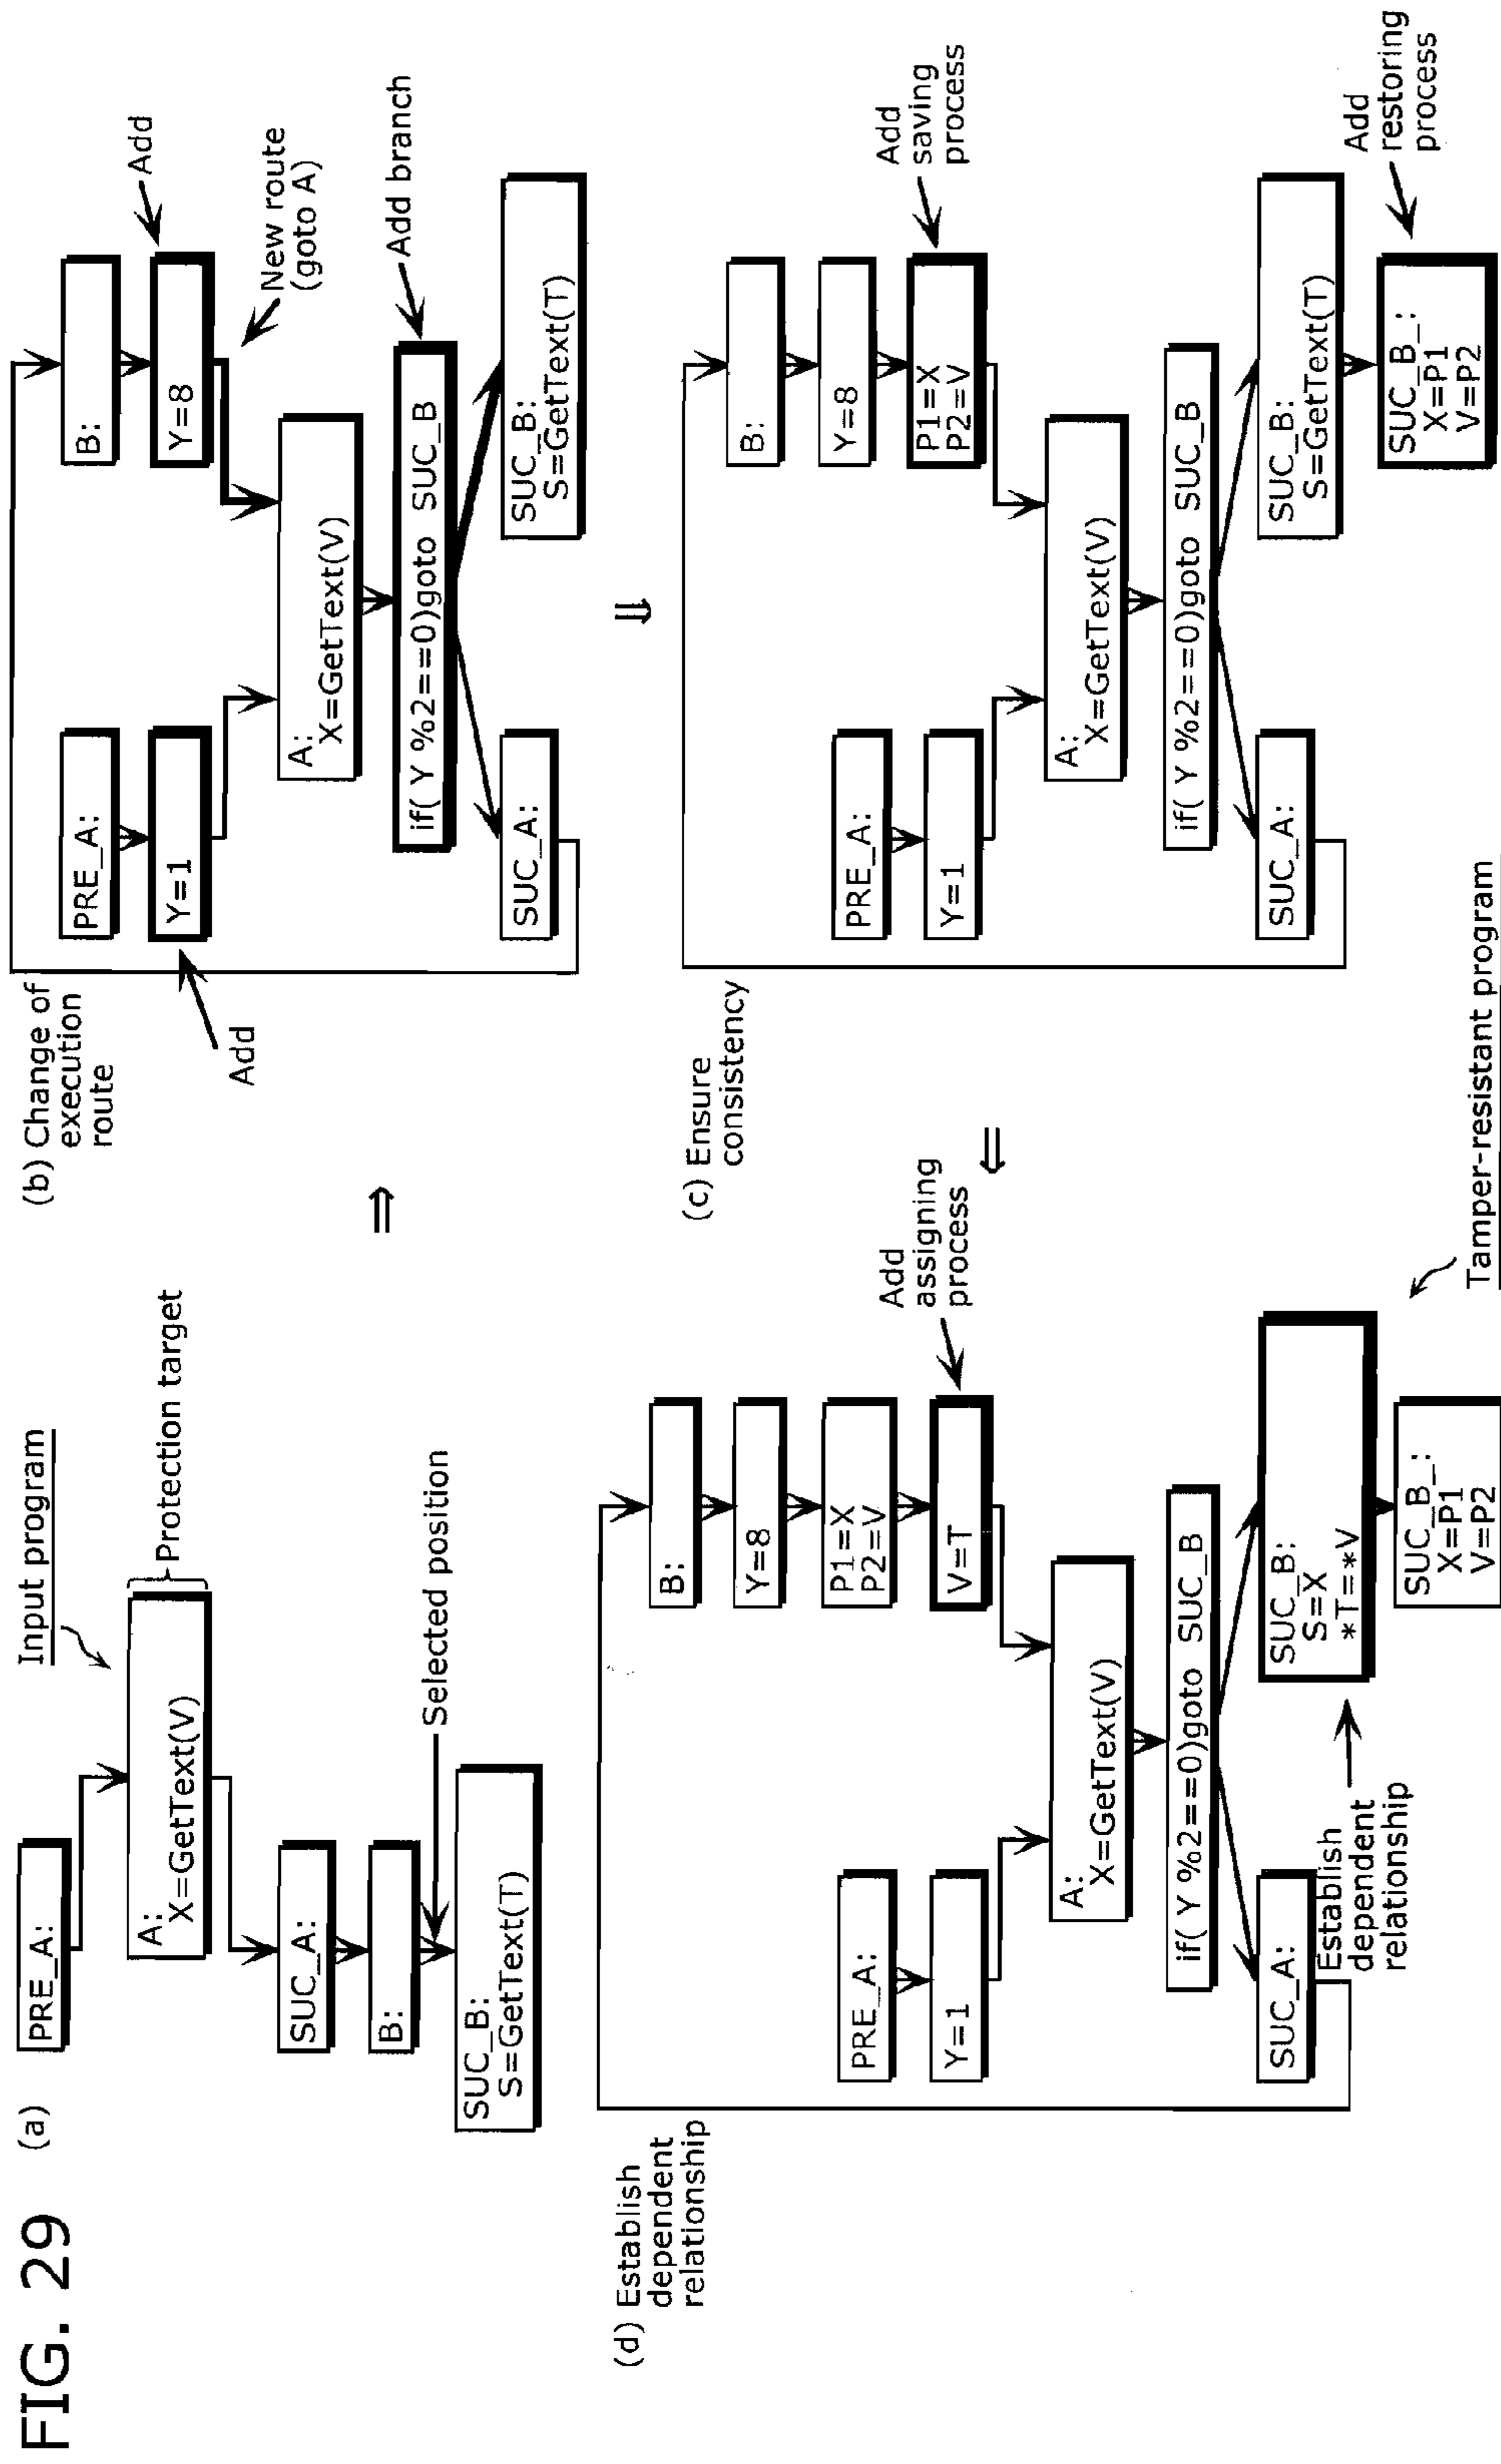 FIG. 29
(a)
Input program
PRE_A:
A:
X=GetText(V)
Protection target
SUC_A:
B:
Selected position
SUC_B:
S=GetText(T)
⇒
(b) Change of
execution
route
Add
PRE_A:
Y=1
B:
Y=8
Add
New route
(goto A)
A:
X=GetText(V)
if( Y %2==0)goto SUC_B
Add branch
SUC_A:
SUC_B:
S=GetText(T)
⇓
(c) Ensure
consistency
PRE_A:
Y=1
B:
Y=8
P1=X
P2=V
Add
saving
process
A:
X=GetText(V)
if( Y %2==0)goto SUC_B
SUC_A:
SUC_B:
S=GetText(T)
SUC_B_:
X=P1
V=P2
Add
restoring
process
⇐
(d) Establish
dependent
relationship
PRE_A:
Y=1
B:
Y=8
P1=X
P2=V
V=T
Add
assigning
process
A:
X=GetText(V)
if( Y %2==0)goto SUC_B
SUC_A:
Establish
dependent
relationship
SUC_B:
S=X
*T=*V
SUC_B_:
X=P1
V=P2
Tamper-resistant program